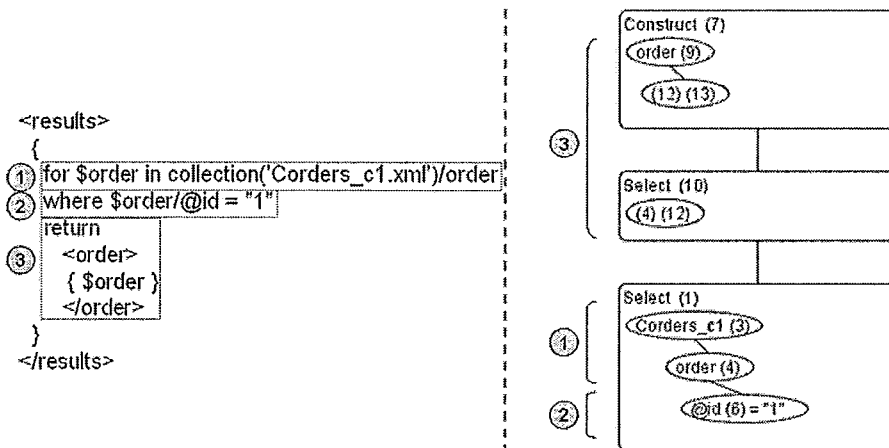 <results>
{
① for $order in collection('Corders_c1.xml')/order
② where $order/@id = "1"
return
③ <order>
{ $order }
</order>
}
</results>
③
Construct (7)
order (9)
(12) (13)
Select (10)
(4) (12)
①
Select (1)
Corders_c1 (3)
order (4)
②
@id (6) = "1"